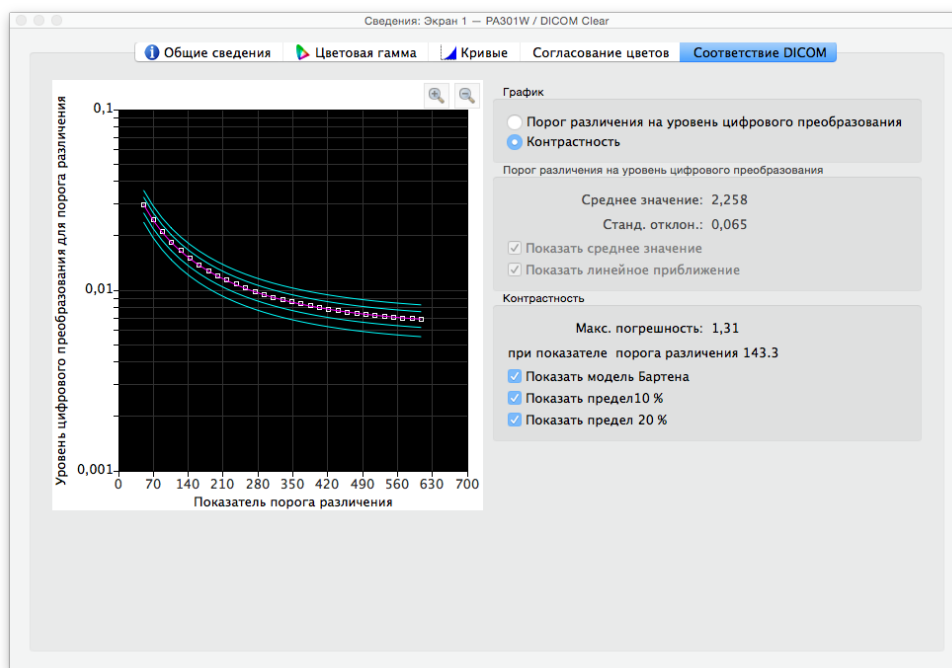 Сведения: Экран 1 — PA301W / DICOM Clear
Общие сведения
Цветовая гамма
Кривые
Согласование цветов
Соответствие DICOM
Уровень цифрового преобразования для порога различения
0,1
0,01
0,001
0 70 140 210 280 350 420 490 560 630 700
Показатель порога различения
График
Порог различения на уровень цифрового преобразования
Контрастность
Порог различения на уровень цифрового преобразования
Среднее значение: 2,258
Станд. отклон.: 0,065
Показать среднее значение
Показать линейное приближение
Контрастность
Макс. погрешность: 1,31
при показателе порога различения 143.3
Показать модель Бартена
Показать предел10 %
Показать предел 20 %